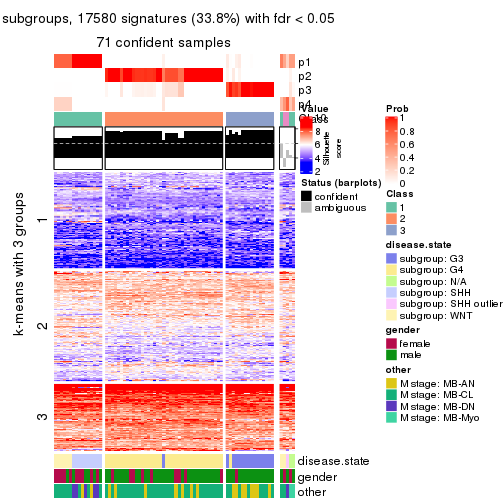 subgroups, 17580 signatures (33.8%) with fdr < 0.05
71 confident samples
p1
p2
p3
p4
Class
k-means with 3 groups
1
2
3
Value
10
8
6
4
2
Silhouette
score
Status (barplots)
confident
ambiguous
Prob
1
0.8
0.6
0.4
0.2
0
Class
1
2
3
disease.state
subgroup: G3
subgroup: G4
subgroup: N/A
subgroup: SHH
subgroup: SHH outlier
subgroup: WNT
gender
female
male
other
M stage: MB-AN
M stage: MB-CL
M stage: MB-DN
M stage: MB-Myo
disease.state
gender
other